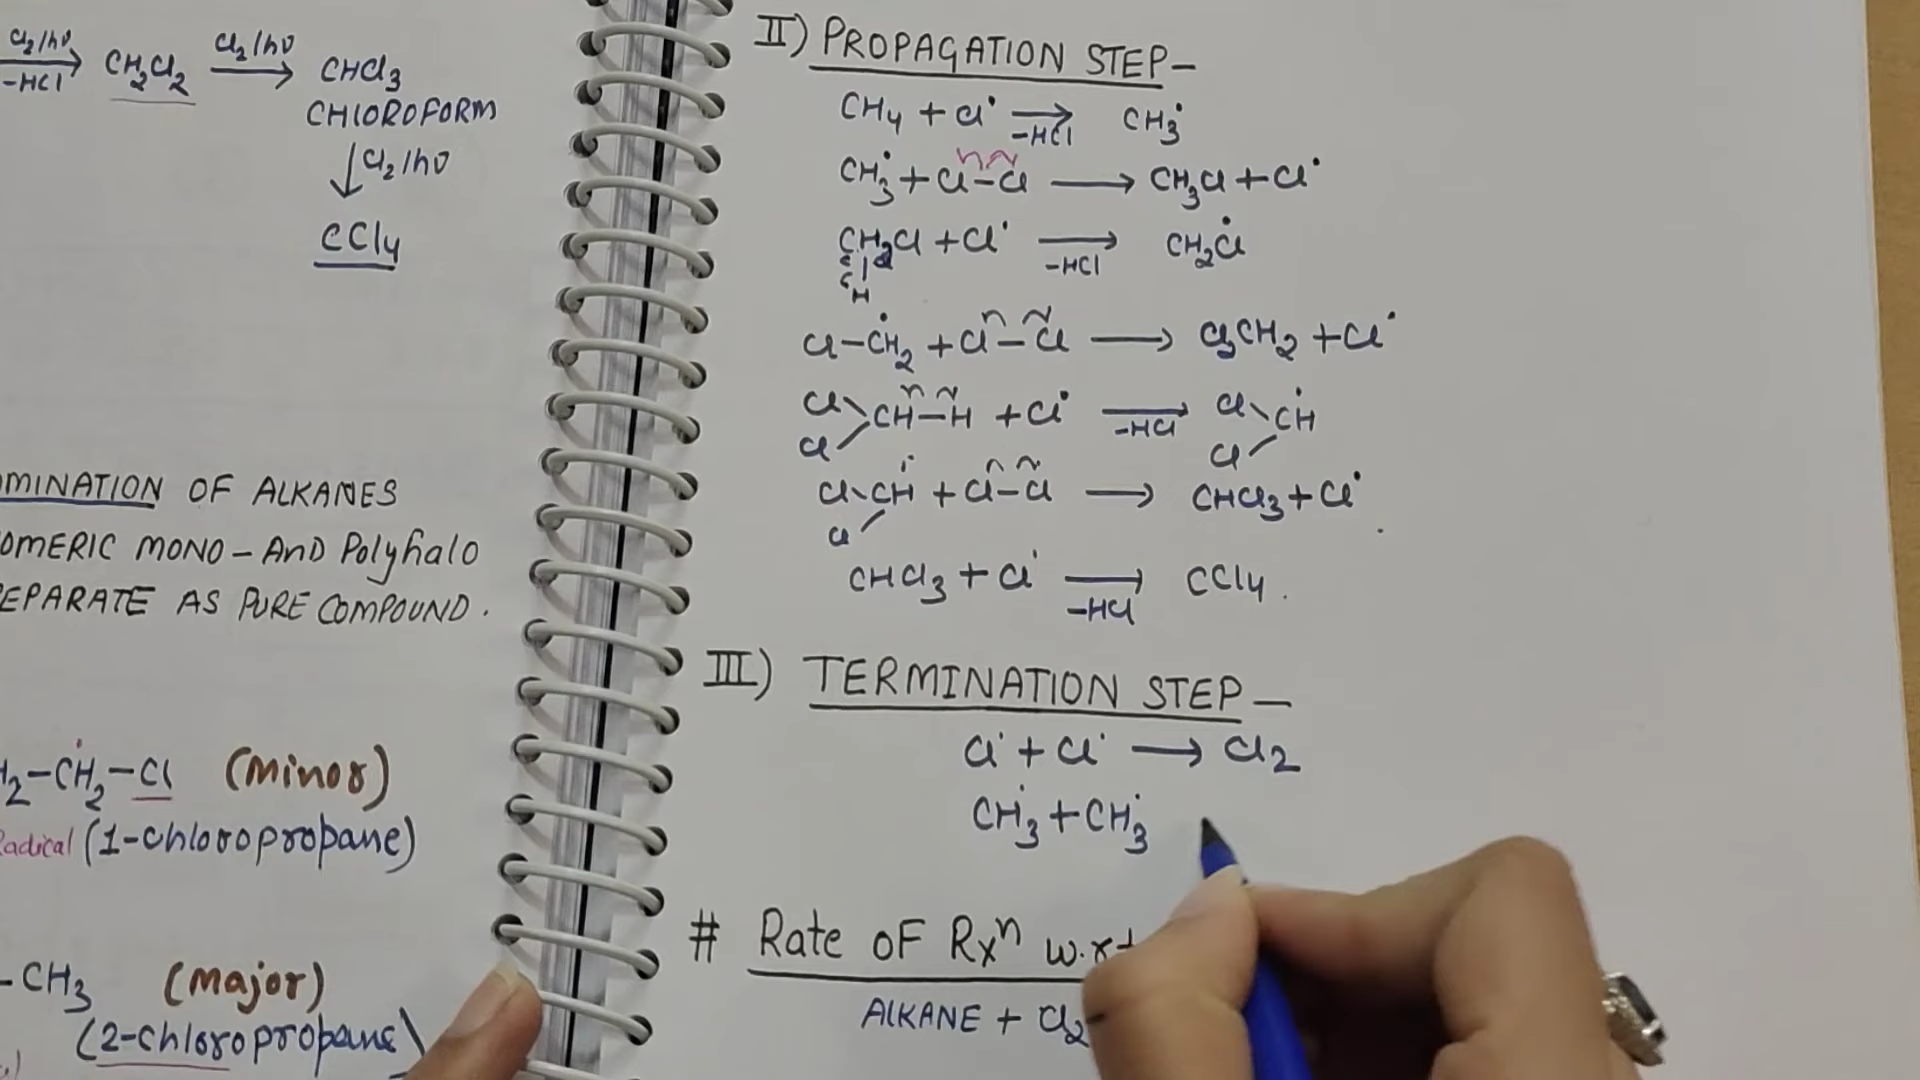 Cl2/hν → -HCl CH2Cl2 Cl2/hν → CHCl3
CHLOROFORM
↓ Cl2/hν
CCl4
MINATION OF ALKANES
OMERIC MONO - AND Polyhalo
EPARATE AS PURE COMPOUND.
H2-CH2-Cl (minor)
Radical (1-chloropropane)
-CH3 (major)
(2-chloropropane)
II) PROPAGATION STEP-
CH4 + Cl• → -HCl CH3•
CH3• + Cl-Cl → CH3Cl + Cl•
CH2Cl + Cl• → -HCl CH2Cl•
H
Cl-CH2• + Cl-Cl → Cl2CH2 + Cl•
Cl Cl CH-H + Cl• → -HCl Cl Cl CH•
Cl Cl CH• + Cl-Cl → CHCl3 + Cl•
CHCl3 + Cl• → -HCl CCl4.
III) TERMINATION STEP-
Cl• + Cl• → Cl2
CH3• + CH3•
# Rate OF Rxn w.r.t
ALKANE + Cl2